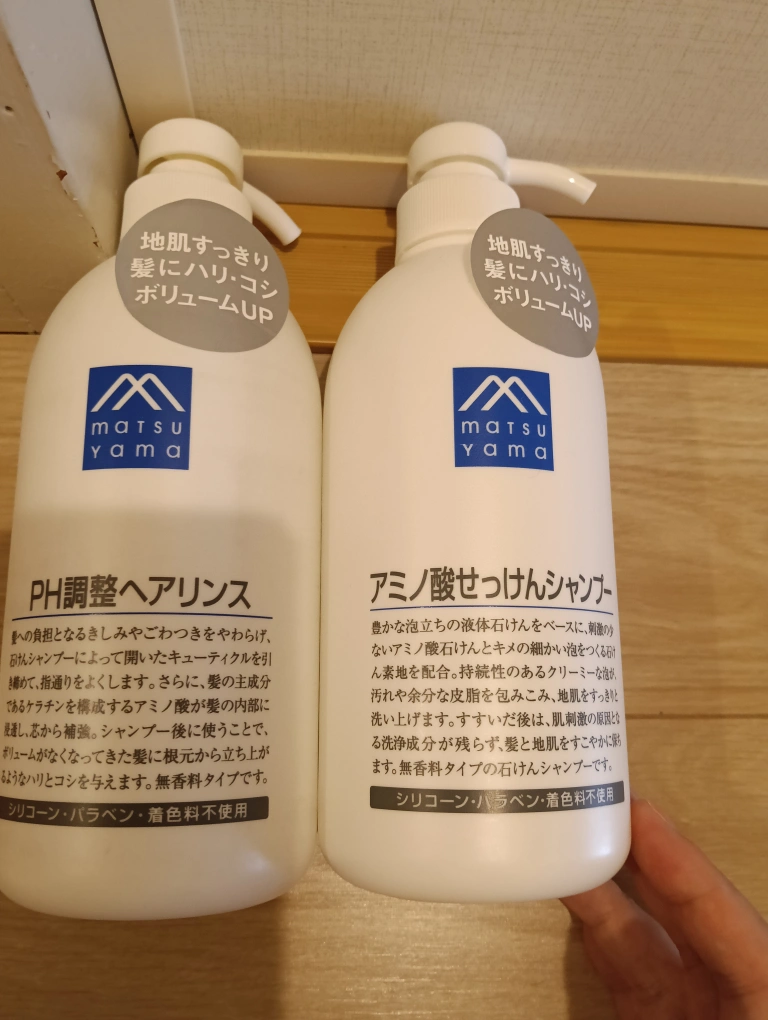 地肌すっきり
髪にハリ・コシ
ボリュームUP
matsu
yama
PH調整ヘアリンス
髪への負担となるきしみやごわつきをやわらげ、
石けんシャンプーによって開いたキューティクルを引
き締めて、指通りをよくします。さらに、髪の主成分
であるケラチンを構成するアミノ酸が髪の内部に
浸透し、芯から補強。シャンプー後に使うことで、
ボリュームがなくなってきた髪に根元から立ち上が
るようなハリとコシを与えます。無香料タイプです。
シリコーン・パラベン・着色料不使用
地肌すっきり
髪にハリ・コシ
ボリュームUP
matsu
yama
アミノ酸せっけんシャンプー
豊かな泡立ちの液体石けんをベースに、刺激の少
ないアミノ酸石けんとキメの細かい泡をつくる石け
ん素地を配合。持続性のあるクリーミーな泡が、
汚れや余分な皮脂を包みこみ、地肌をすっきりと
洗い上げます。すすいだ後は、肌刺激の原因とな
る洗浄成分が残らず、髪と地肌をすこやかに保ち
ます。無香料タイプの石けんシャンプーです。
シリコーン・パラベン・着色料不使用